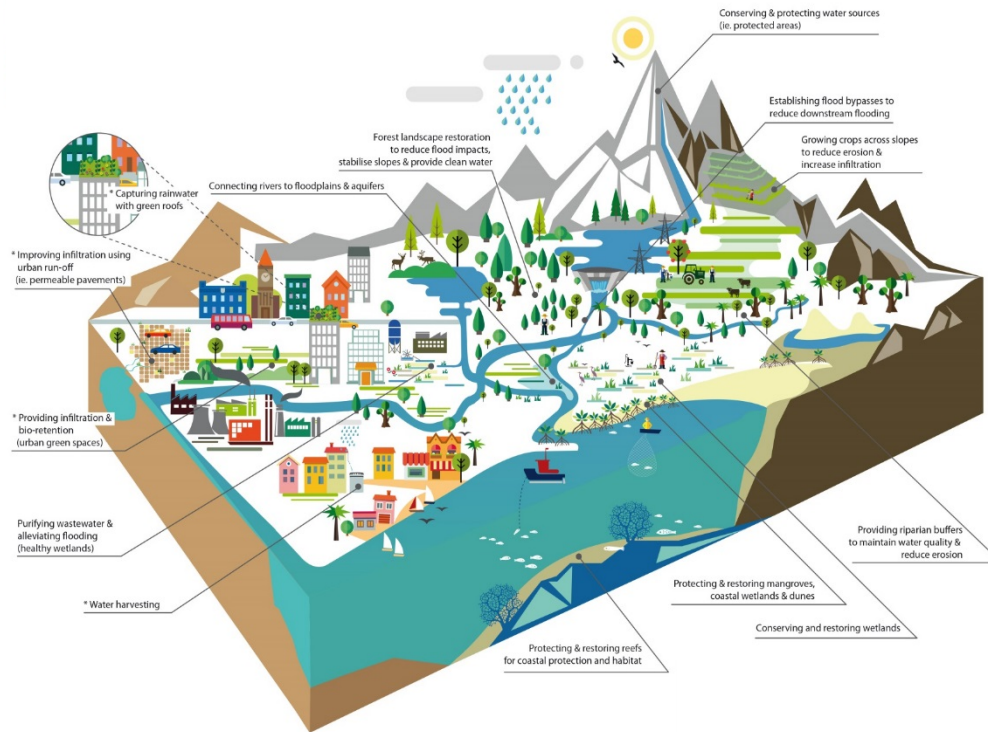 Conserving & protecting water sources
(ie. protected areas)
Establishing flood bypasses to
reduce downstream flooding
Forest landscape restoration
to reduce flood impacts,
stabilise slopes & provide clean water
Growing crops across slopes
to reduce erosion &
increase infiltration
Connecting rivers to floodplains & aquifers
* Capturing rainwater
with green roofs
* Improving infiltration using
urban run-off
(ie. permeable pavements)
* Providing infiltration &
bio-retention
(urban green spaces)
Purifying wastewater &
alleviating flooding
(healthy wetlands)
* Water harvesting
Providing riparian buffers
to maintain water quality &
reduce erosion
Protecting & restoring mangroves,
coastal wetlands & dunes
Conserving and restoring wetlands
Protecting & restoring reefs
for coastal protection and habitat